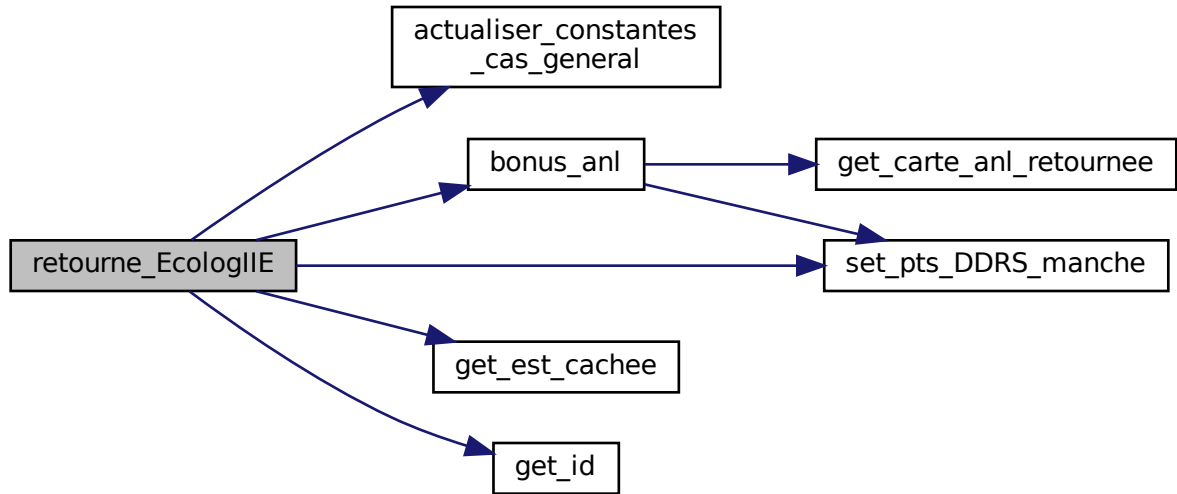 actualiser_constantes
_cas_general
bonus_anl
get_carte_anl_retournee
retourne_EcologIIE
set_pts_DDRS_manche
get_est_cachee
get_id